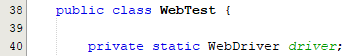 38 public class WebTest {
39
40 private static WebDriver driver;